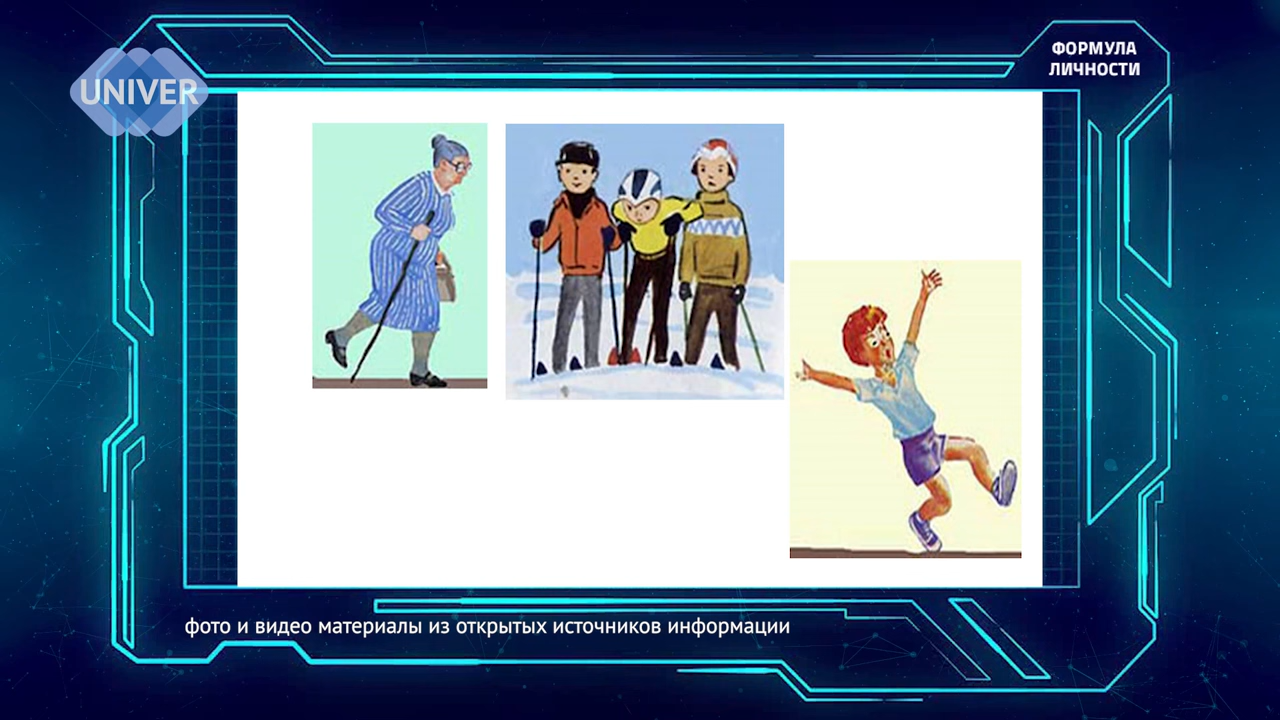 UNIVER
ФОРМУЛА
ЛИЧНОСТИ
фото и видео материалы из открытых источников информации